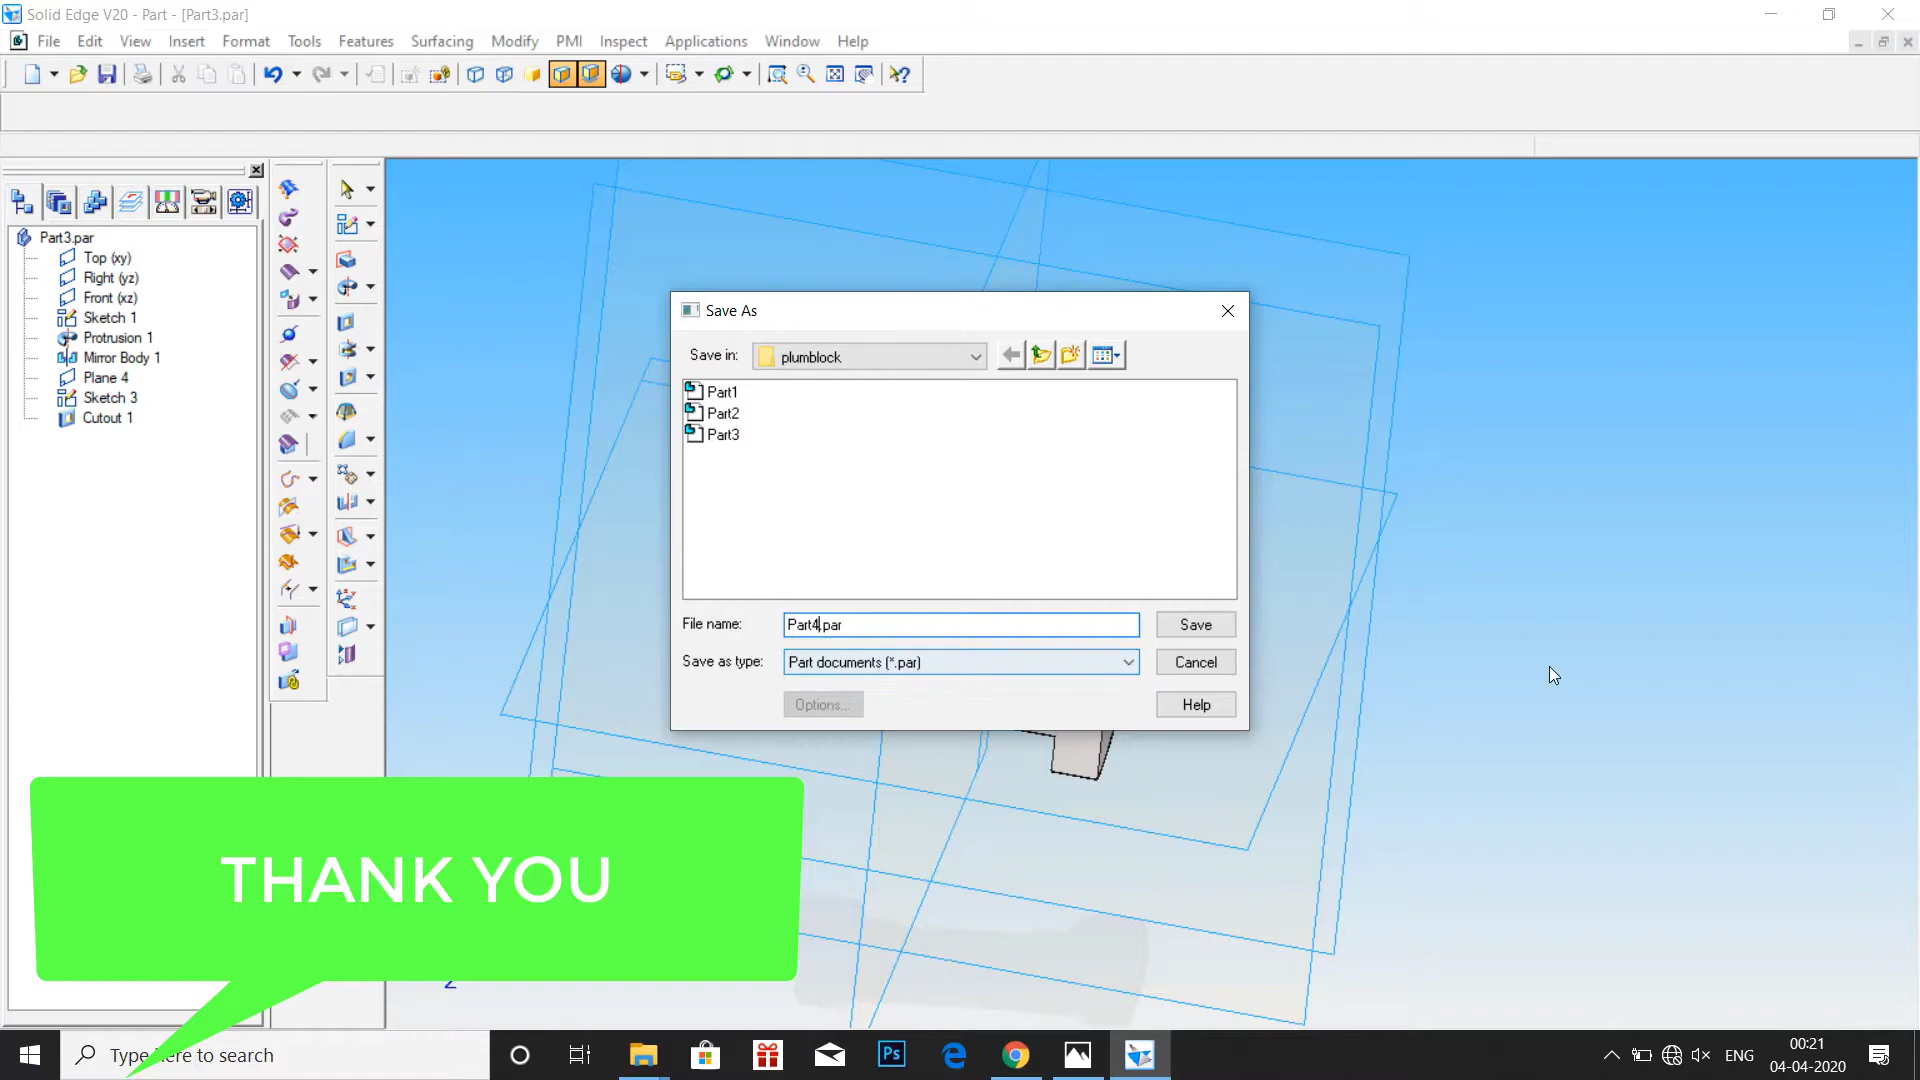 Solid Edge V20 - Part - [Part3.par]
File Edit View Insert Format Tools Features Surfacing Modify PMI Inspect Applications Window Help
Part3.par
Top (xy)
Right (yz)
Front (xz)
Sketch 1
Protrusion 1
Mirror Body 1
Plane 4
Sketch 3
Cutout 1
Save As
Save in: plumblock
Part1
Part2
Part3
File name: Part4.par Save
Save as type: Part documents (*.par) Cancel
Options... Help
THANK YOU
Z
Type here to search
Ps
ENG
00:21
04-04-2020